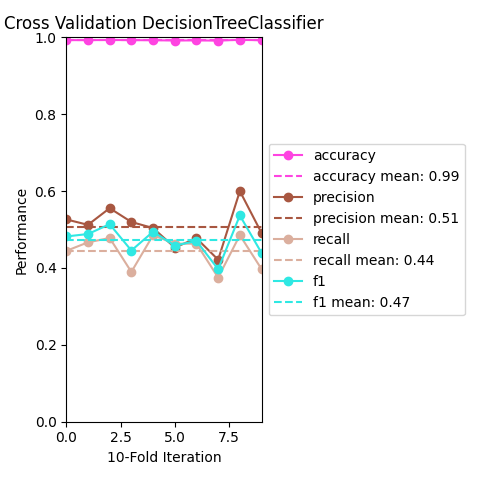 Cross Validation DecisionTreeClassifier
1.0
0.8
0.6
0.4
0.2
0.0
Performance
0.0 2.5 5.0 7.5
10-Fold Iteration
accuracy
accuracy mean: 0.99
precision
precision mean: 0.51
recall
recall mean: 0.44
f1
f1 mean: 0.47